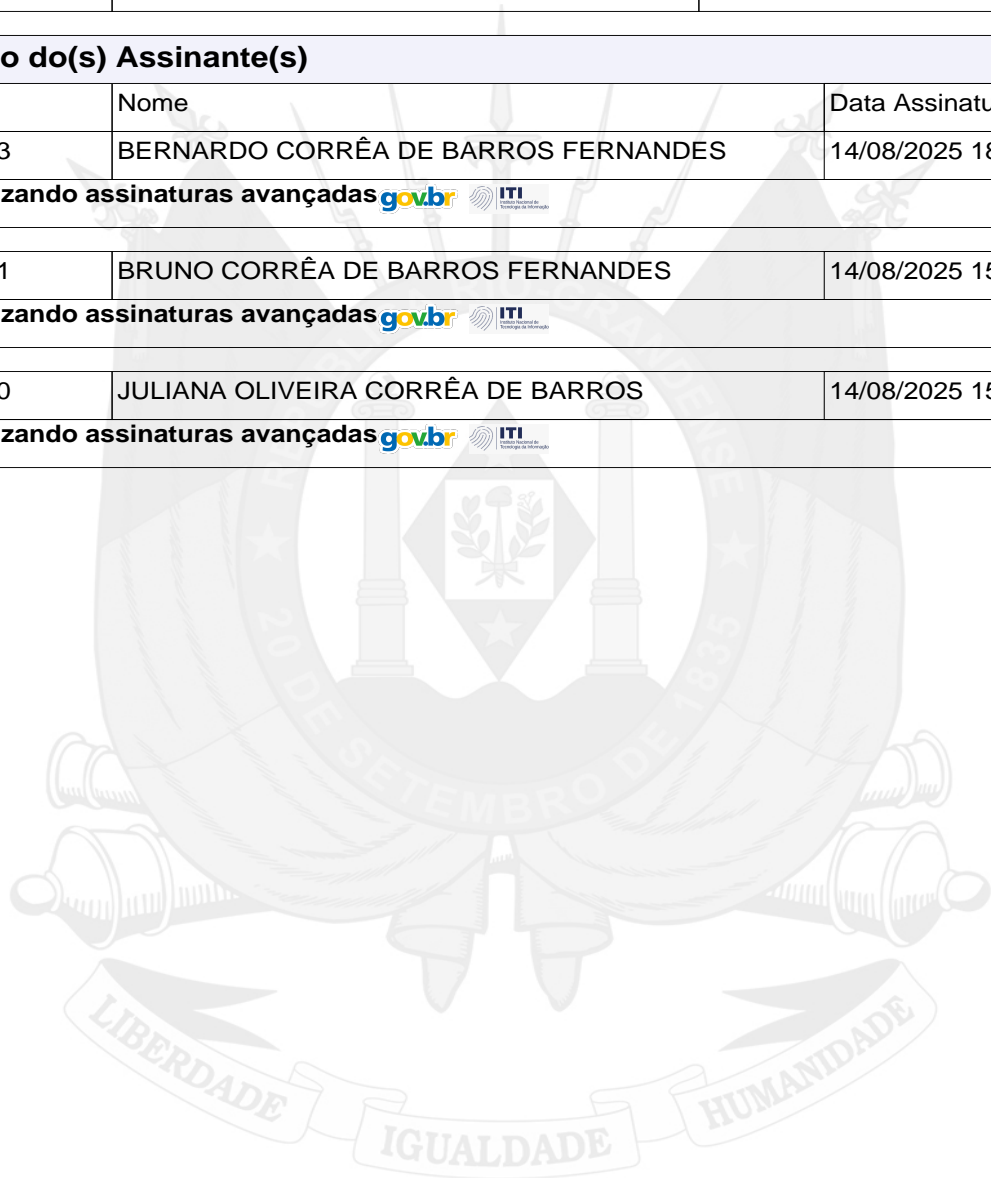 o do(s) Assinante(s)
Nome Data Assinatu
3 BERNARDO CORRÊA DE BARROS FERNANDES 14/08/2025 18
zando assinaturas avançadas gov.br ITI
1 BRUNO CORRÊA DE BARROS FERNANDES 14/08/2025 15
zando assinaturas avançadas gov.br ITI
0 JULIANA OLIVEIRA CORRÊA DE BARROS 14/08/2025 15
zando assinaturas avançadas gov.br ITI
REPÚBLICA RIO-GRANDENSE
20 DE SETEMBRO DE 1835
LIBERDADE
IGUALDADE
HUMANIDADE